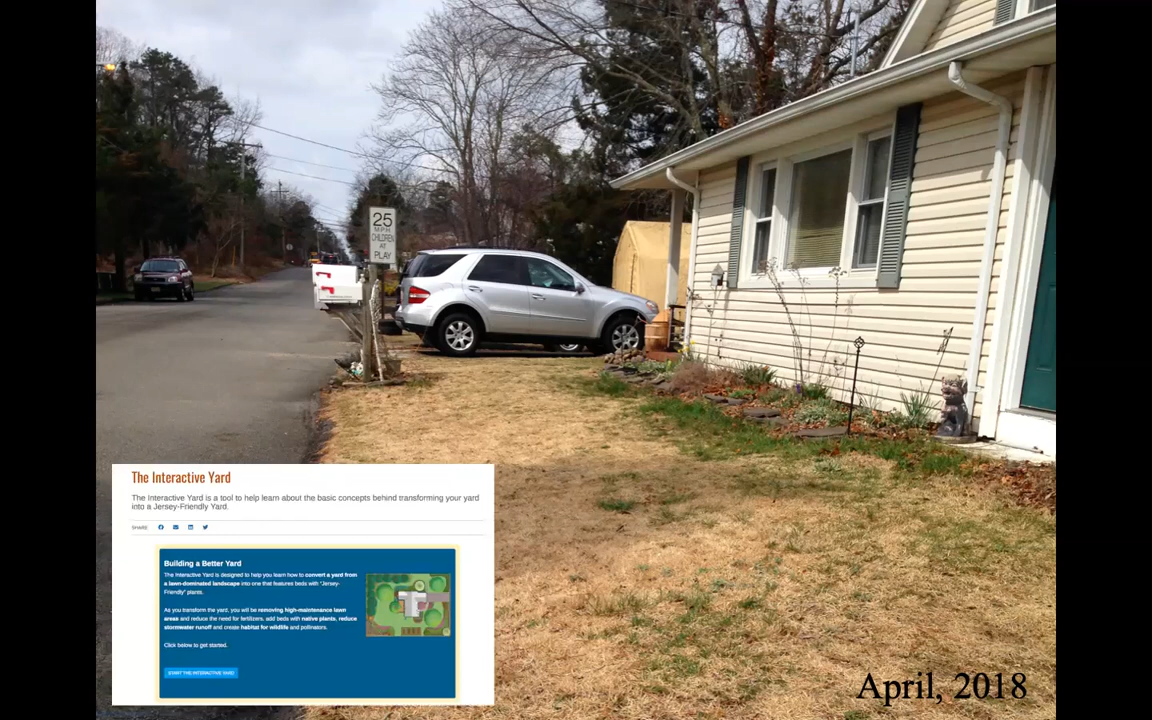 25
M.P.H.
CHILDREN
AT
PLAY
The Interactive Yard
The Interactive Yard is a tool to help learn about the basic concepts behind transforming your yard
into a Jersey-Friendly Yard.
SHARE
Building a Better Yard
The Interactive Yard is designed to help you learn how to convert a yard from
a lawn-dominated landscape into one that features beds with "Jersey-
Friendly" plants.
As you transform the yard, you will be removing high-maintenance lawn
areas and reduce the need for fertilizers, add beds with native plants, reduce
stormwater runoff and create habitat for wildlife and pollinators.
Click below to get started.
START THE INTERACTIVE YARD
April, 2018